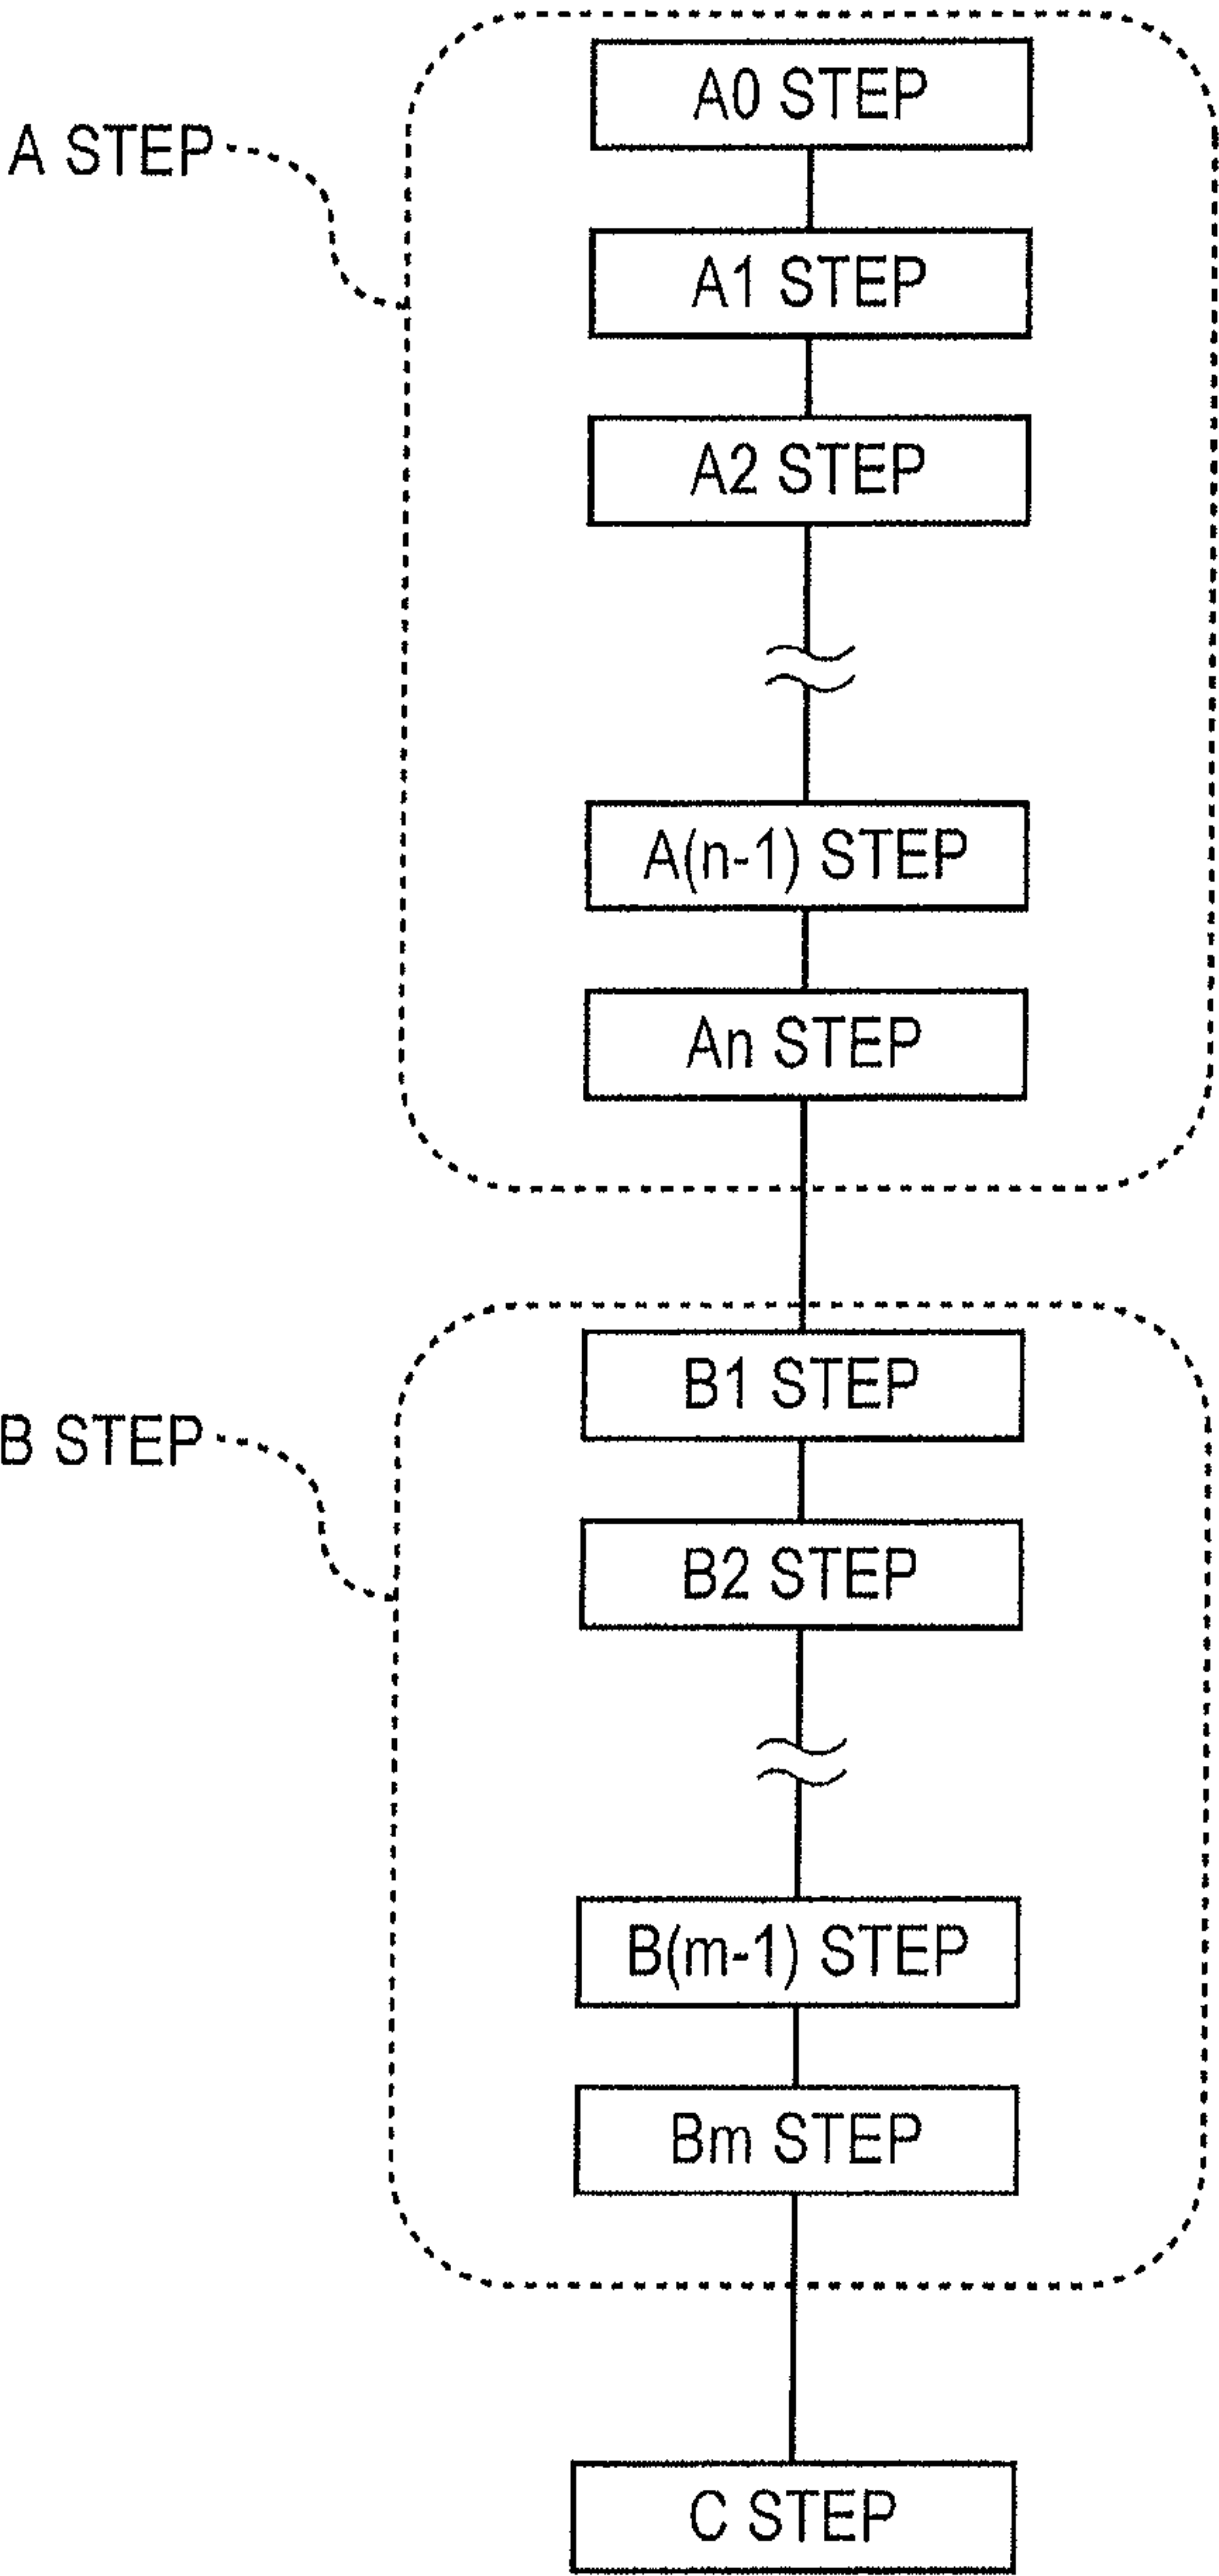 A0 STEP
A STEP
A1 STEP
A2 STEP
A(n-1) STEP
An STEP
B1 STEP
B STEP
B2 STEP
B(m-1) STEP
Bm STEP
C STEP